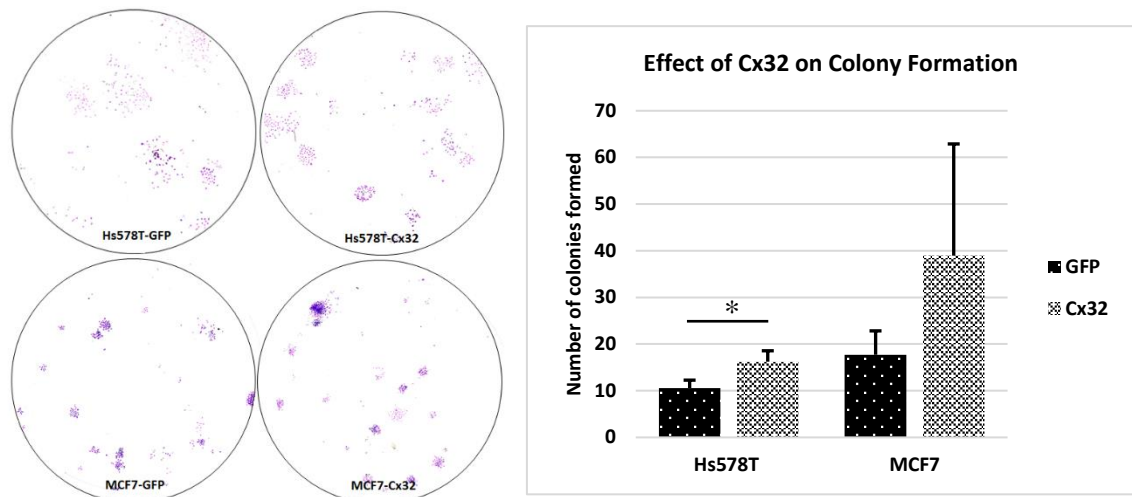 Hs578T-GFP
Hs578T-Cx32
MCF7-GFP
MCF7-Cx32
Effect of Cx32 on Colony Formation
Number of colonies formed
70
60
50
40
30
20
10
0
*
Hs578T
MCF7
GFP
Cx32